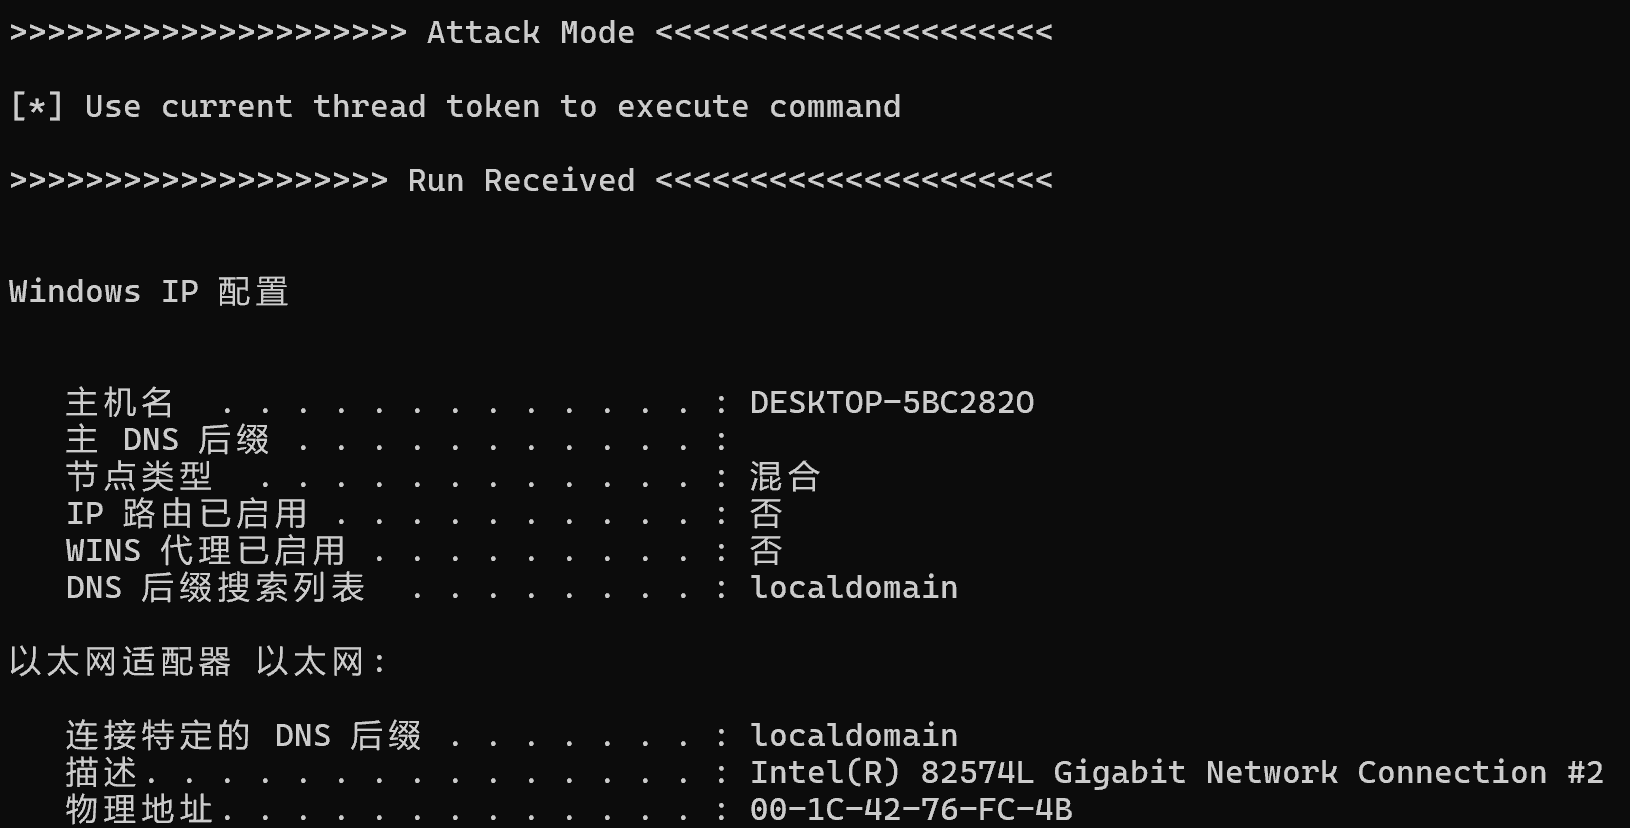 >>>>>>>>>>>>>>>>>>>>> Attack Mode <<<<<<<<<<<<<<<<<<<<<
[*] Use current thread token to execute command
>>>>>>>>>>>>>>>>>>>> Run Received <<<<<<<<<<<<<<<<<<<<<
Windows IP 配置
主机名  . . . . . . . . . . . . . : DESKTOP-5BC282O
主 DNS 后缀 . . . . . . . . . . . . :
节点类型  . . . . . . . . . . . . . : 混合
IP 路由已启用 . . . . . . . . . . . : 否
WINS 代理已启用 . . . . . . . . . . : 否
DNS 后缀搜索列表  . . . . . . . . . : localdomain
以太网适配器 以太网:
连接特定的 DNS 后缀 . . . . . . . . : localdomain
描述. . . . . . . . . . . . . . . . : Intel(R) 82574L Gigabit Network Connection #2
物理地址. . . . . . . . . . . . . . : 00-1C-42-76-FC-4B